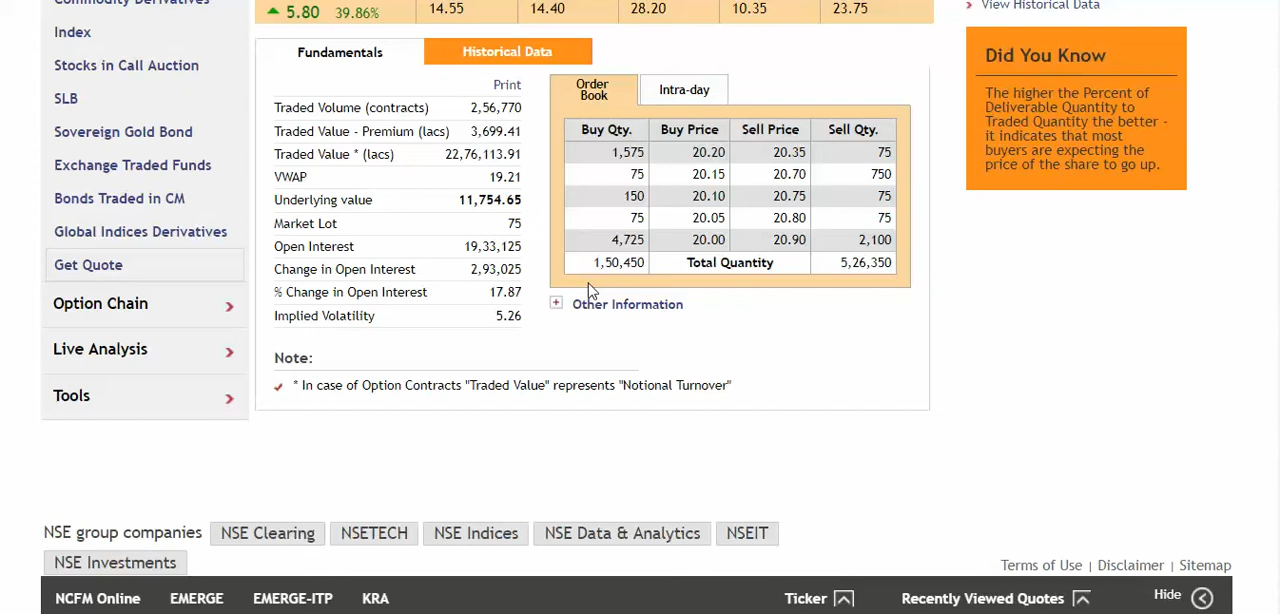 Commodity Derivatives
Index
Stocks in Call Auction
SLB
Sovereign Gold Bond
Exchange Traded Funds
Bonds Traded in CM
Global Indices Derivatives
Get Quote
Option Chain
Live Analysis
Tools
5.80 39.86% 14.55 14.40 28.20 10.35 23.75
Fundamentals Historical Data
Print
Traded Volume (contracts) 2,56,770
Traded Value - Premium (lacs) 3,699.41
Traded Value * (lacs) 22,76,113.91
VWAP 19.21
Underlying value 11,754.65
Market Lot 75
Open Interest 19,33,125
Change in Open Interest 2,93,025
% Change in Open Interest 17.87
Implied Volatility 5.26
Order
Book
Intra-day
Buy Qty. Buy Price Sell Price Sell Qty.
1,575 20.20 20.35 75
75 20.15 20.70 750
150 20.10 20.75 75
75 20.05 20.80 75
4,725 20.00 20.90 2,100
1,50,450 Total Quantity 5,26,350
Other Information
Note:
* In case of Option Contracts "Traded Value" represents "Notional Turnover"
View Historical Data
Did You Know
The higher the Percent of
Deliverable Quantity to
Traded Quantity the better -
it indicates that most
buyers are expecting the
price of the share to go up.
NSE group companies NSE Clearing NSETECH NSE Indices NSE Data & Analytics NSEIT
NSE Investments
Terms of Use | Disclaimer | Sitemap
NCFM Online EMERGE EMERGE-ITP KRA Ticker Recently Viewed Quotes Hide